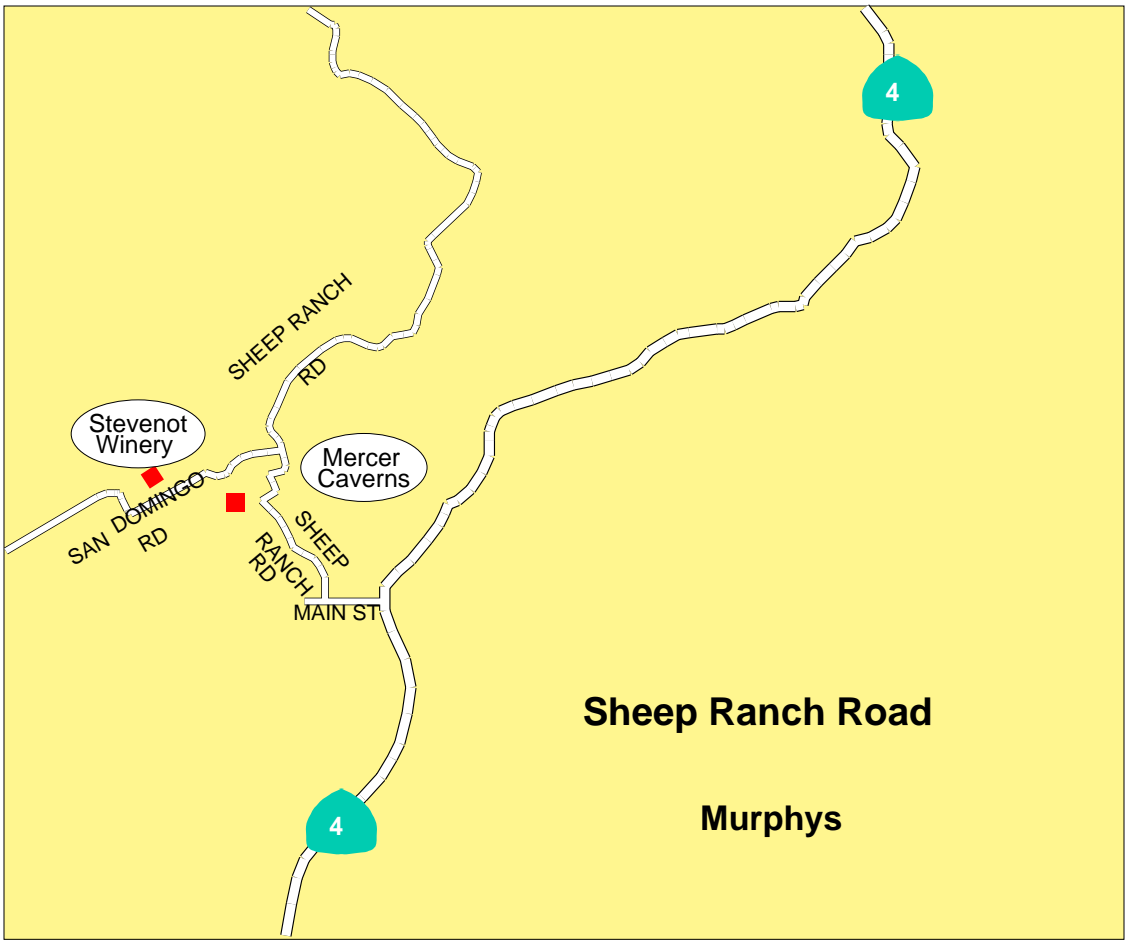 4
SHEEP RANCH
RD
Stevenot
Winery
Mercer
Caverns
SAN DOMINGO
RD
SHEEP
RANCH
RD
MAIN ST
Sheep Ranch Road
Murphys
4